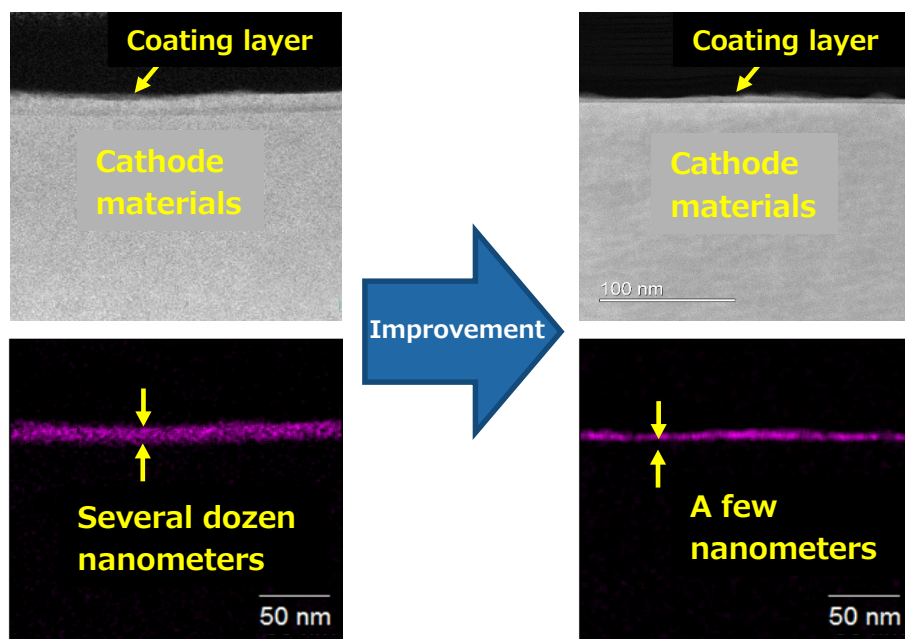 Coating layer
Cathode
materials
Coating layer
Cathode
materials
100 nm
Improvement
Several dozen
nanometers
50 nm
A few
nanometers
50 nm